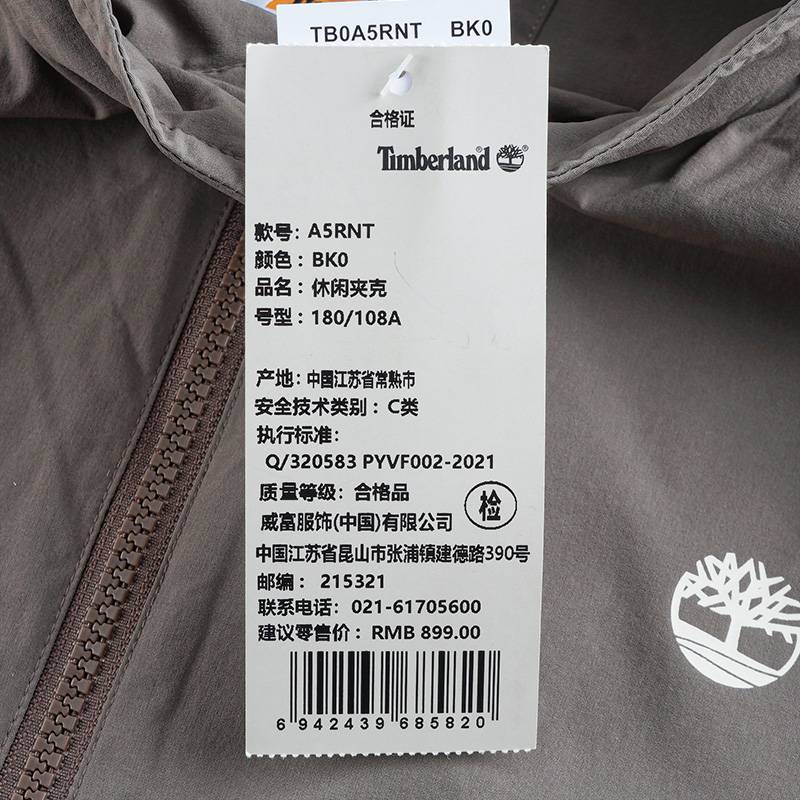 TB0A5RNT BK0
合格证
Timberland®
款号: A5RNT
颜色: BK0
品名: 休闲夹克
号型: 180/108A
产地: 中国江苏省常熟市
安全技术类别: C类
执行标准:
Q/320583 PYVF002-2021
质量等级: 合格品
检
威富服饰(中国)有限公司
中国江苏省昆山市张浦镇建德路390号
邮编: 215321
联系电话: 021-61705600
建议零售价: RMB 899.00
6 942439 685820